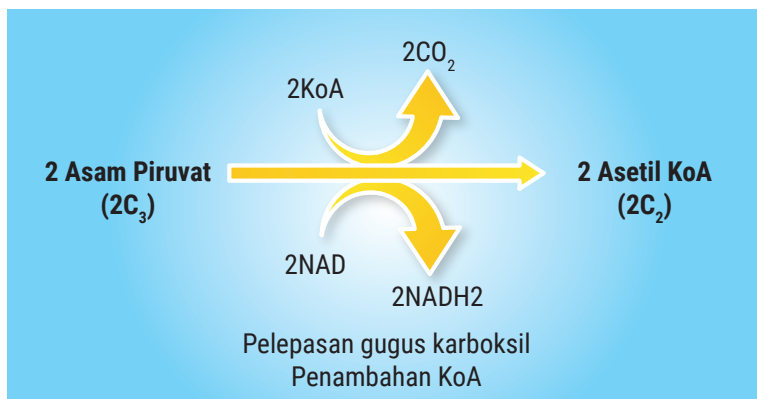 2CO₂
2KoA
2 Asam Piruvat
(2C₃)
2 Asetil KoA
(2C₂)
2NAD
2NADH2
Pelepasan gugus karboksil
Penambahan KoA